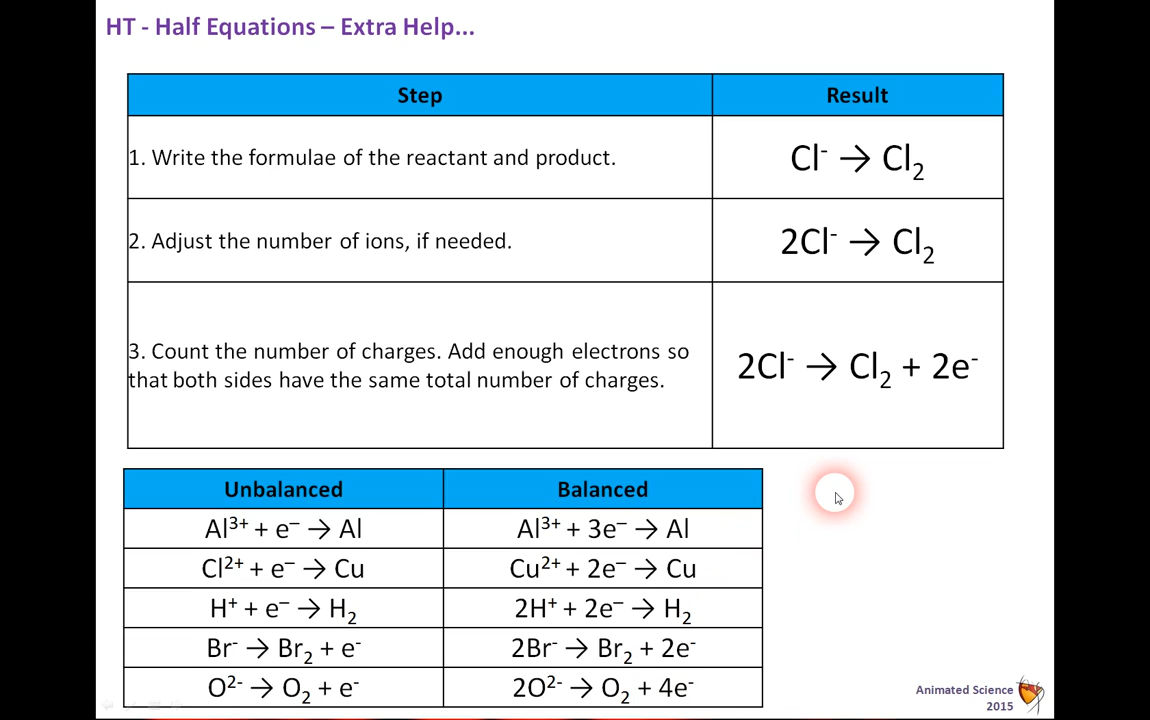 HT - Half Equations – Extra Help...
Step Result
1. Write the formulae of the reactant and product. Cl⁻ → Cl₂
2. Adjust the number of ions, if needed. 2Cl⁻ → Cl₂
3. Count the number of charges. Add enough electrons so
that both sides have the same total number of charges. 2Cl⁻ → Cl₂ + 2e⁻
Unbalanced Balanced
Al³⁺ + e⁻ → Al Al³⁺ + 3e⁻ → Al
Cl²⁺ + e⁻ → Cu Cu²⁺ + 2e⁻ → Cu
H⁺ + e⁻ → H₂ 2H⁺ + 2e⁻ → H₂
Br⁻ → Br₂ + e⁻ 2Br⁻ → Br₂ + 2e⁻
O²⁻ → O₂ + e⁻ 2O²⁻ → O₂ + 4e⁻
Animated Science
2015